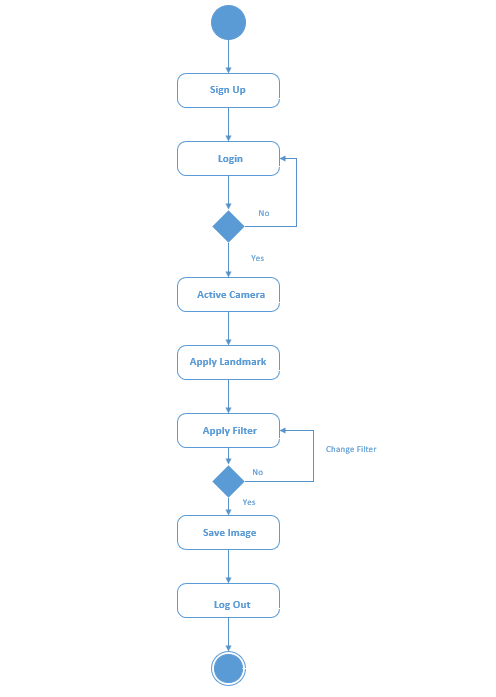 Sign Up
Login
No
Yes
Active Camera
Apply Landmark
Apply Filter
Change Filter
No
Yes
Save Image
Log Out